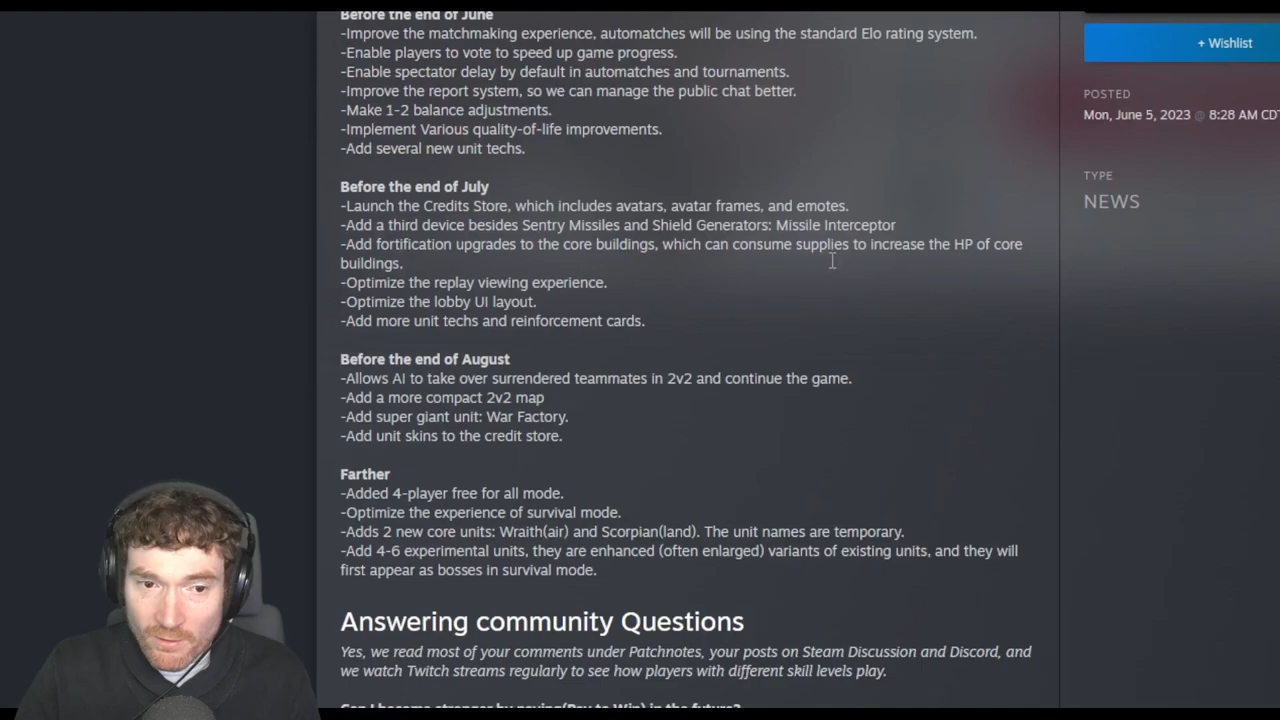 Before the end of June
-Improve the matchmaking experience, automatches will be using the standard Elo rating system.
-Enable players to vote to speed up game progress.
-Enable spectator delay by default in automatches and tournaments.
-Improve the report system, so we can manage the public chat better.
-Make 1-2 balance adjustments.
-Implement Various quality-of-life improvements.
-Add several new unit techs.
Before the end of July
-Launch the Credits Store, which includes avatars, avatar frames, and emotes.
-Add a third device besides Sentry Missiles and Shield Generators: Missile Interceptor
-Add fortification upgrades to the core buildings, which can consume supplies to increase the HP of core
buildings.
-Optimize the replay viewing experience.
-Optimize the lobby UI layout.
-Add more unit techs and reinforcement cards.
Before the end of August
-Allows AI to take over surrendered teammates in 2v2 and continue the game.
-Add a more compact 2v2 map
-Add super giant unit: War Factory.
-Add unit skins to the credit store.
Farther
-Added 4-player free for all mode.
-Optimize the experience of survival mode.
-Adds 2 new core units: Wraith(air) and Scorpian(land). The unit names are temporary.
-Add 4-6 experimental units, they are enhanced (often enlarged) variants of existing units, and they will
first appear as bosses in survival mode.
Answering community Questions
Yes, we read most of your comments under Patchnotes, your posts on Steam Discussion and Discord, and
we watch Twitch streams regularly to see how players with different skill levels play.
Can I become stronger by paying(Pay to Win) in the future?
+ Wishlist
POSTED
Mon, June 5, 2023 @ 8:28 AM CDT
TYPE
NEWS